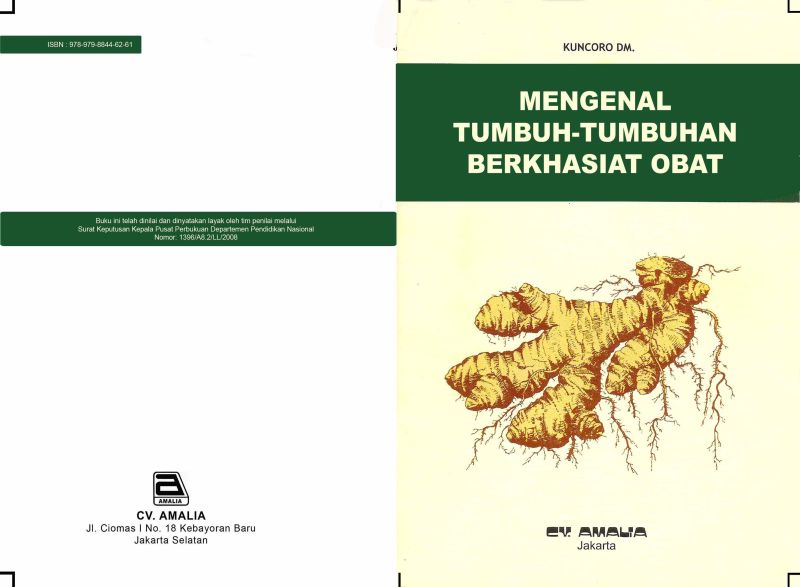 ISBN : 978-979-8844-62-61
Buku ini telah dinilai dan dinyatakan layak oleh tim penilai melalui
Surat Keputusan Kepala Pusat Perbukuan Departemen Pendidikan Nasional
Nomor: 1396/A8.2/LL/2008
AMALIA
CV. AMALIA
Jl. Ciomas I No. 18 Kebayoran Baru
Jakarta Selatan
KUNCORO DM.
MENGENAL
TUMBUH-TUMBUHAN
BERKHASIAT OBAT
CV. AMALIA
Jakarta